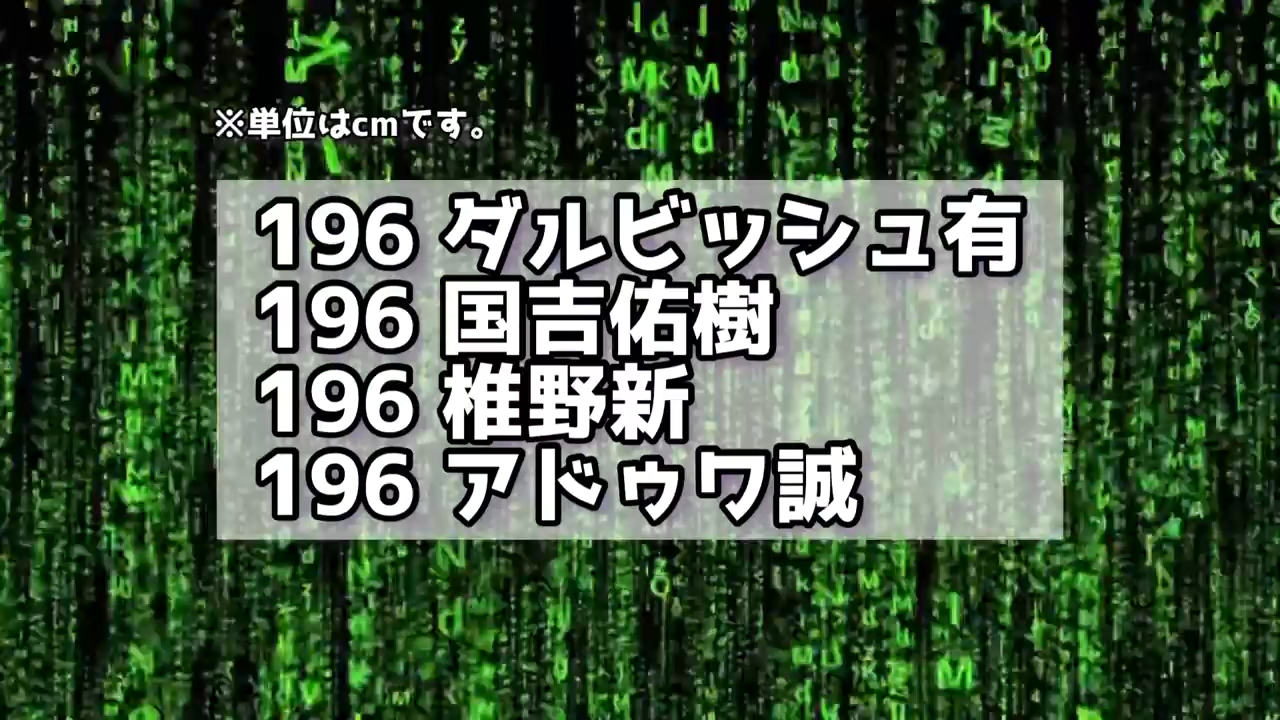 ※単位はcmです。
196 ダルビッシュ有
196 国吉佑樹
196 椎野新
196 アドゥワ誠